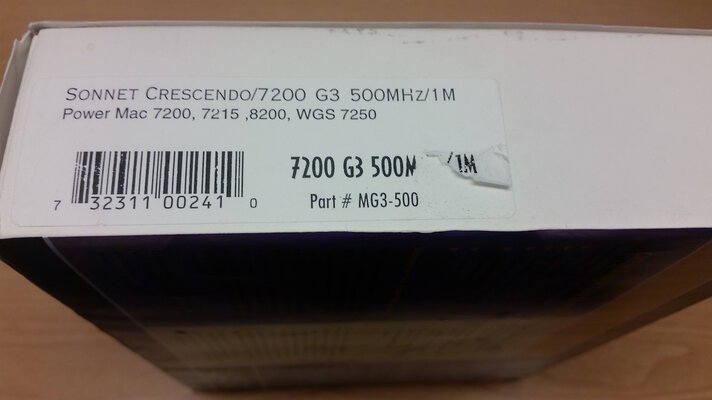 SONNET CRESCENDO/7200 G3 500MHZ/1M
Power Mac 7200, 7215 ,8200, WGS 7250
7200 G3 500M /1M
7 32311 00241 0
Part # MG3-500